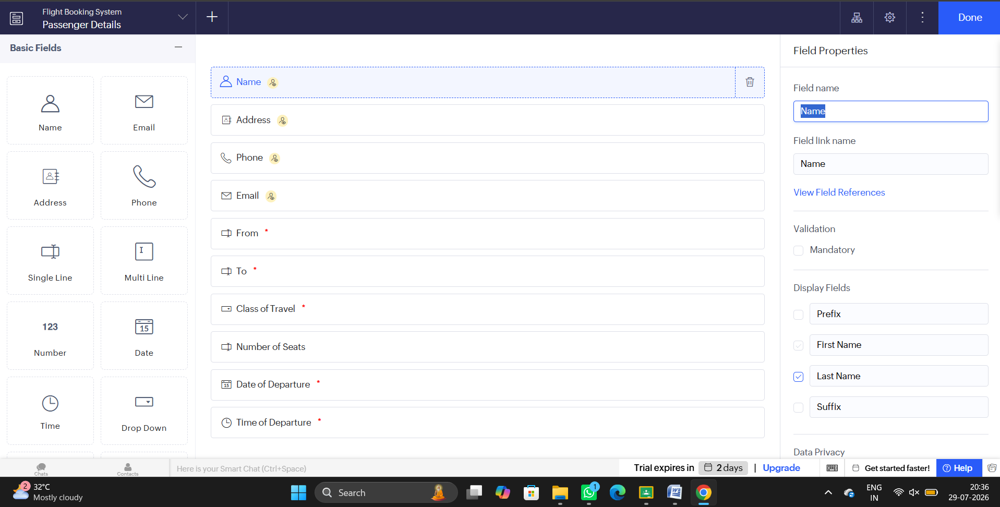 Flight Booking System
Passenger Details
Done
Basic Fields
Name
Email
Address
Phone
Single Line
Multi Line
123
Number
15
Date
Time
Drop Down
Name
Address
Phone
Email
From *
To *
Class of Travel *
Number of Seats
15 Date of Departure *
Time of Departure *
Field Properties
Field name
Name
Field link name
Name
View Field References
Validation
Mandatory
Display Fields
Prefix
First Name
Last Name
Suffix
Data Privacy
Chats
Contacts
Here is your Smart Chat (Ctrl+Space)
Trial expires in 2 days | Upgrade
Get started faster!
Help
2
32°C
Mostly cloudy
Search
1
ENG
IN
20:36
29-07-2026